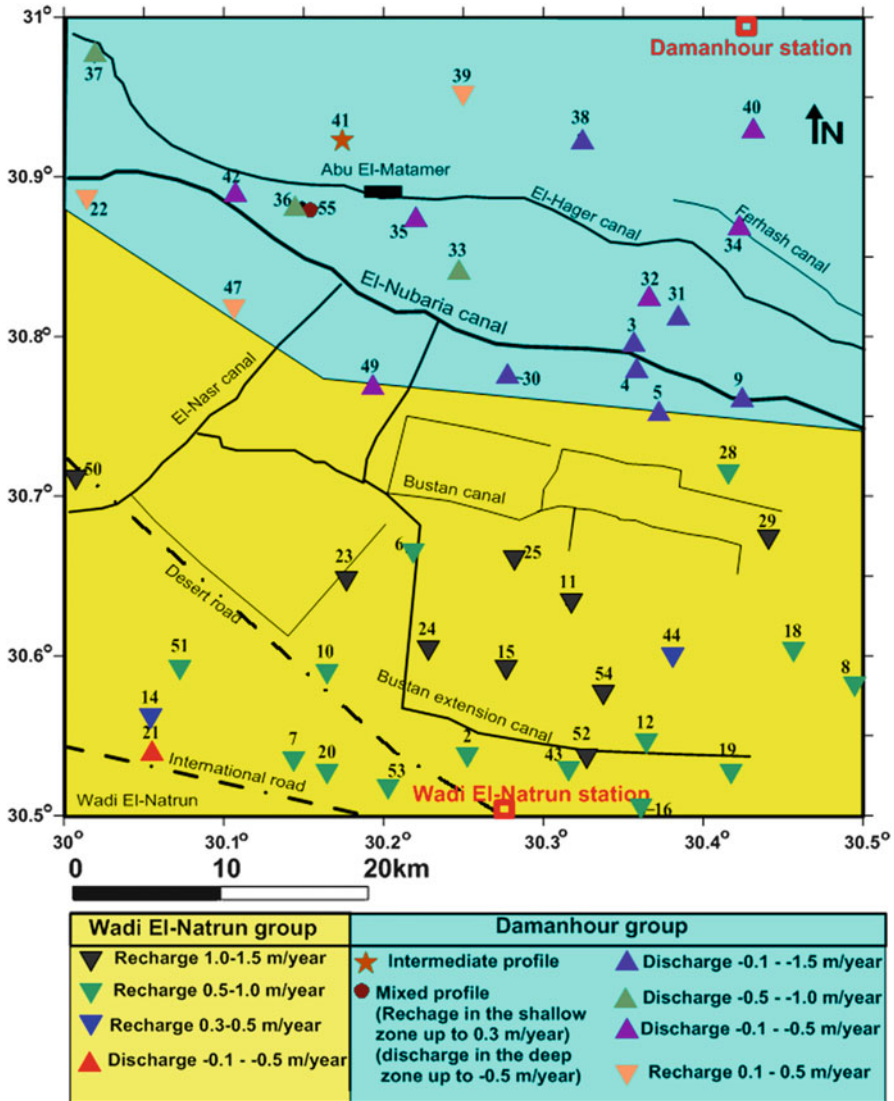 31°
Damanhour station
37
39
41
38
40
N
30.9°
Abu El-Matamer
42
36
55
22
35
El-Hager canal
Ferhash canal
34
33
32
31
47
El-Nubaria canal
3
30.8°
49
30
4
5
9
El-Nasr canal
28
50
30.7°
Bustan canal
29
6
25
23
11
Desert road
24
15
44
18
30.6°
51
10
54
8
14
Bustan extension canal
21
7
20
2
43
52
12
19
53
International road
Wadi El-Natrun station
Wadi El-Natrun
16
30.5°
30° 30.1° 30.2° 30.3° 30.4° 30.5°
0 10 20km
Wadi El-Natrun group
Recharge 1.0-1.5 m/year
Recharge 0.5-1.0 m/year
Recharge 0.3-0.5 m/year
Discharge -0.1 - -0.5 m/year
Damanhour group
Intermediate profile
Mixed profile
(Rechage in the shallow
zone up to 0.3 m/year)
(discharge in the deep
zone up to -0.5 m/year)
Discharge -0.1 - -1.5 m/year
Discharge -0.5 - -1.0 m/year
Discharge -0.1 - -0.5 m/year
Recharge 0.1 - 0.5 m/year